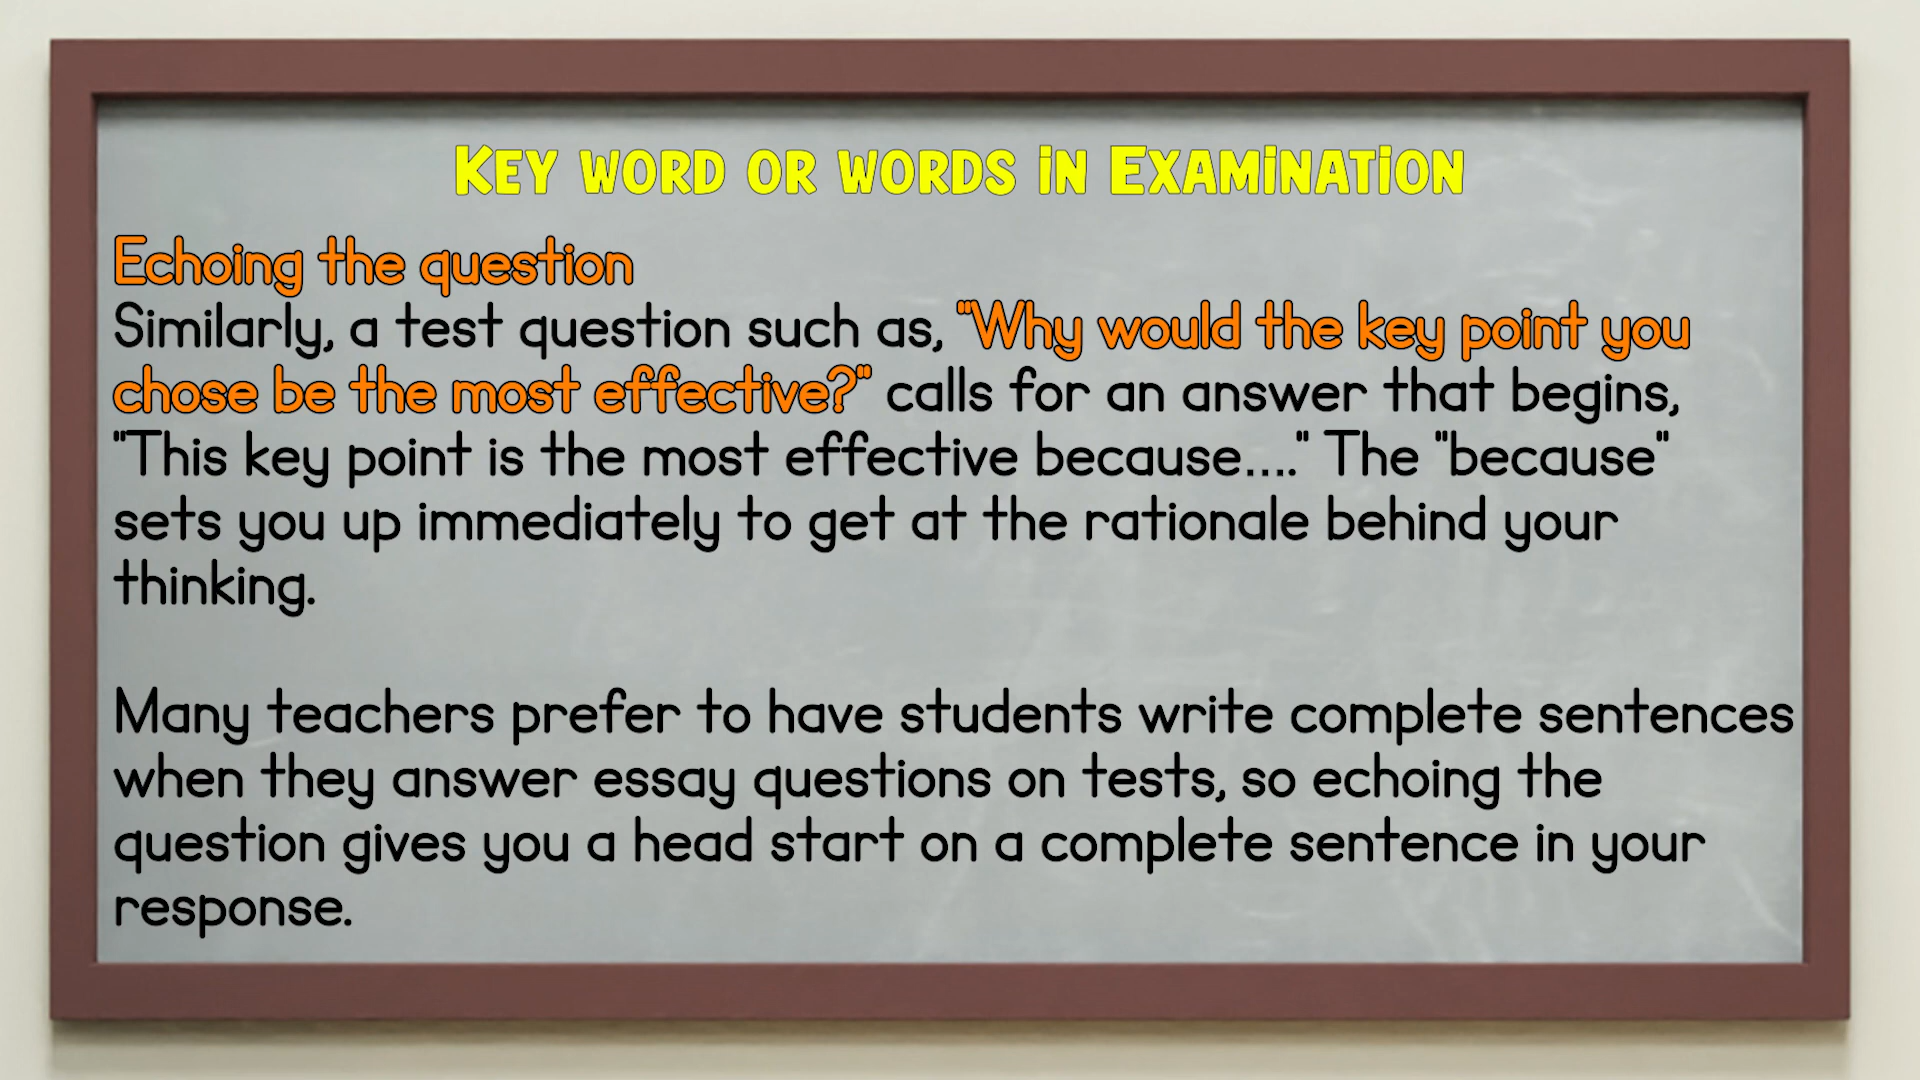 Key word or words in Examination
Echoing the question
Similarly, a test question such as, "Why would the key point you
chose be the most effective?" calls for an answer that begins,
"This key point is the most effective because...." The "because"
sets you up immediately to get at the rationale behind your
thinking.
Many teachers prefer to have students write complete sentences
when they answer essay questions on tests, so echoing the
question gives you a head start on a complete sentence in your
response.